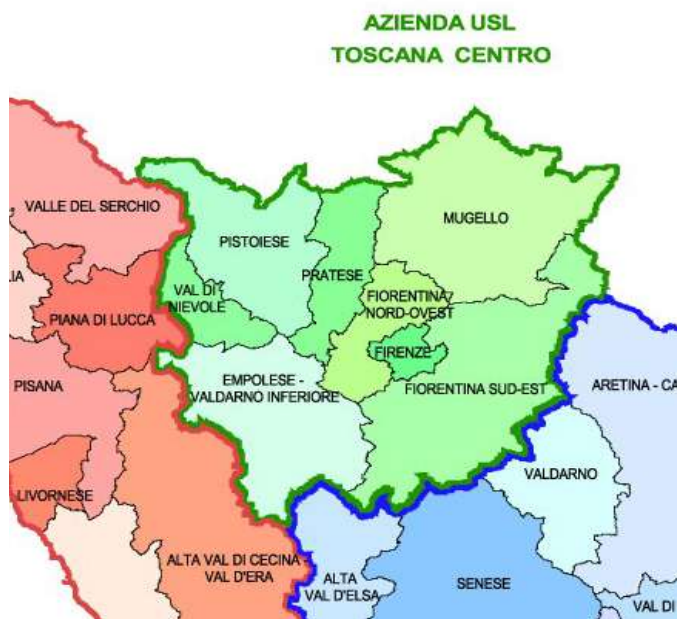 AZIENDA USL
TOSCANA CENTRO
VALLE DEL SERCHIO
MUGELLO
PISTOIESE
PRATESE
LIA
VAL DI
NIEVOLE
FIORENTINA
NORD-OVEST
PIANA DI LUCCA
FIRENZE
PISANA
EMPOLESE -
VALDARNO INFERIORE
FIORENTINA SUD-EST
ARETINA - CA
VALDARNO
LIVORNESE
ALTA VAL DI CECINA -
VAL D'ERA
ALTA
VAL D'ELSA
SENESE
VAL DI